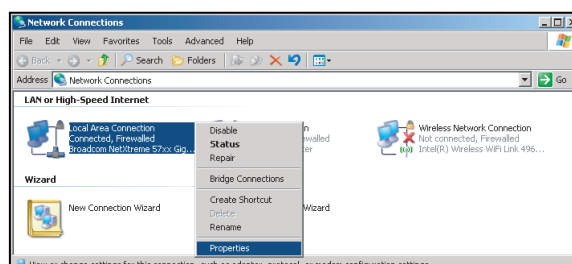 Network Connections
File Edit View Favorites Tools Advanced Help
Back Search Folders
Address Network Connections Go
LAN or High-Speed Internet
Local Area Connection
Connected, Firewalled
Broadcom NetXtreme 57xx Gig...
Disable
Status
Repair
Bridge Connections
Create Shortcut
Delete
Rename
Properties
Wireless Network Connection
Not connected, Firewalled
Intel(R) Wireless WiFi Link 496...
Wizard
New Connection Wizard
Wizard